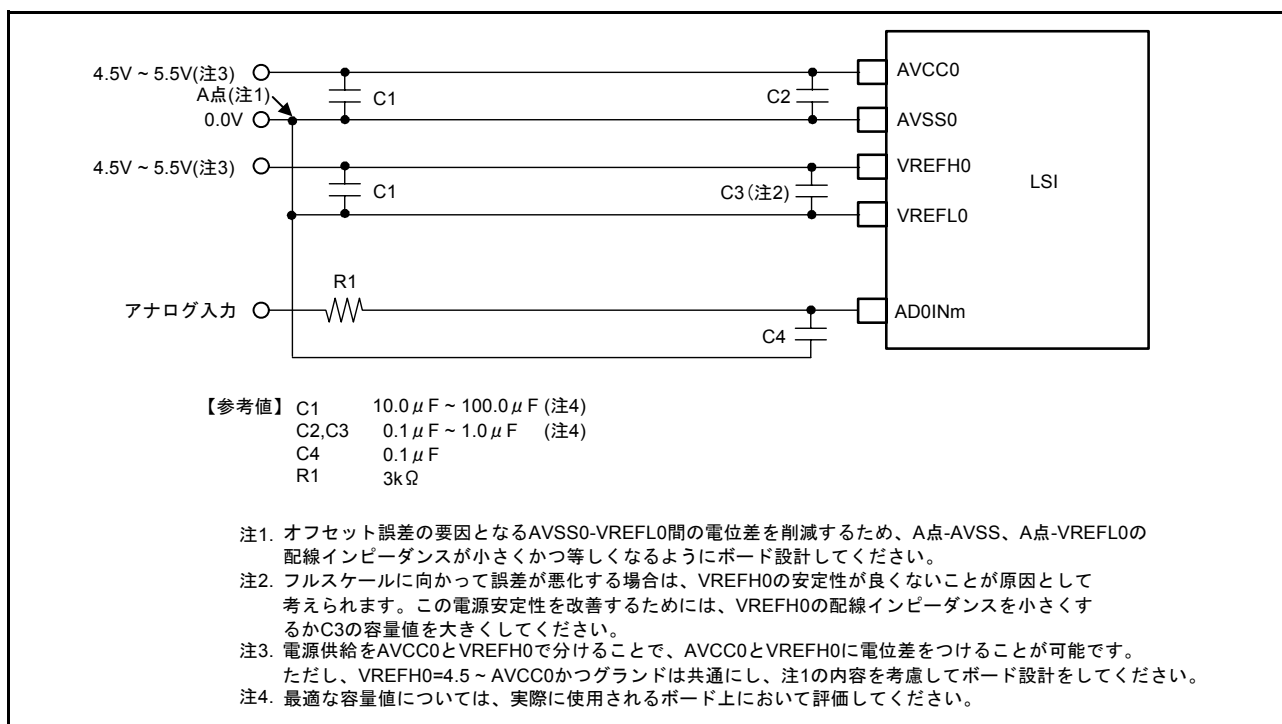 4.5V ~ 5.5V(注3)
AVCC0
A点(注1)
C1
C2
0.0V
AVSS0
4.5V ~ 5.5V(注3)
VREFH0
C1
C3(注2)
LSI
VREFL0
R1
アナログ入力
AD0INm
C4
【参考値】 C1 10.0μF ~ 100.0μF (注4)
C2,C3 0.1μF ~ 1.0μF (注4)
C4 0.1μF
R1 3kΩ
注1. オフセット誤差の要因となるAVSS0-VREFL0間の電位差を削減するため、A点-AVSS、A点-VREFL0の
配線インピーダンスが小さくかつ等しくなるようにボード設計してください。
注2. フルスケールに向かって誤差が悪化する場合は、VREFH0の安定性が良くないことが原因として
考えられます。この電源安定性を改善するためには、VREFH0の配線インピーダンスを小さくす
るかC3の容量値を大きくしてください。
注3. 電源供給をAVCC0とVREFH0で分けることで、AVCC0とVREFH0に電位差をつけることが可能です。
ただし、VREFH0=4.5 ~ AVCC0かつグランドは共通にし、注1の内容を考慮してボード設計をしてください。
注4. 最適な容量値については、実際に使用されるボード上において評価してください。